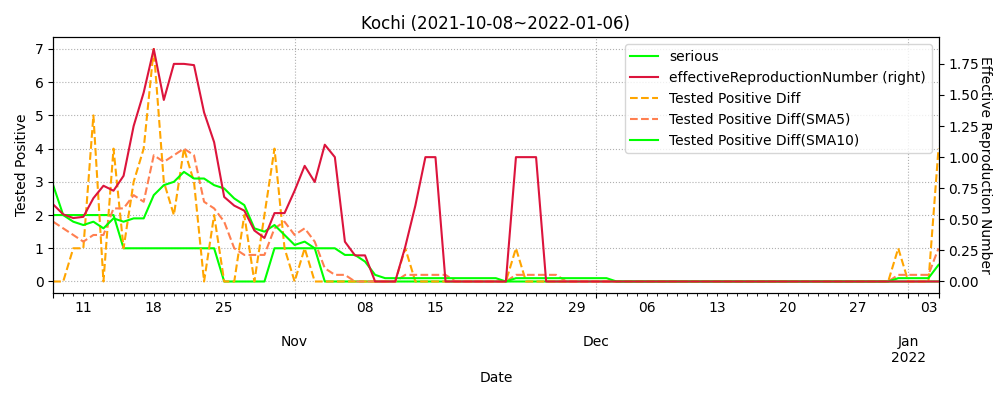 Kochi (2021-10-08~2022-01-06)
7
6
5
4
3
2
1
0
Tested Positive
serious
effectiveReproductionNumber (right)
Tested Positive Diff
Tested Positive Diff(SMA5)
Tested Positive Diff(SMA10)
1.75
1.50
1.25
1.00
0.75
0.50
0.25
0.00
Effective Reproduction Number
11 18 25 08 15 22 29 06 13 20 27 03
Nov Dec Jan
2022
Date